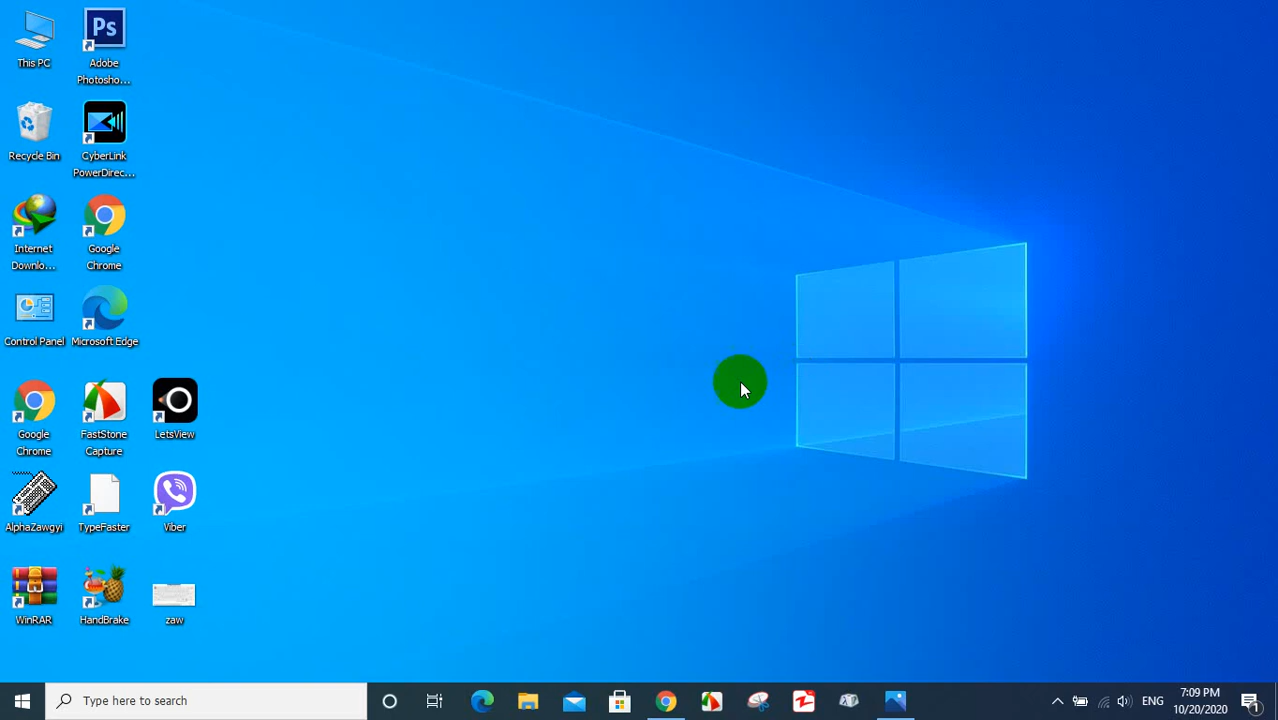 This PC
Adobe
Photosho...
Ps
Recycle Bin
CyberLink
PowerDirec...
Internet
Downlo...
Google
Chrome
Control Panel
Microsoft Edge
Google
Chrome
FastStone
Capture
LetsView
AlphaZawgyi
TypeFaster
Viber
WinRAR
HandBrake
zaw
Type here to search
ENG
7:09 PM
10/20/2020
1